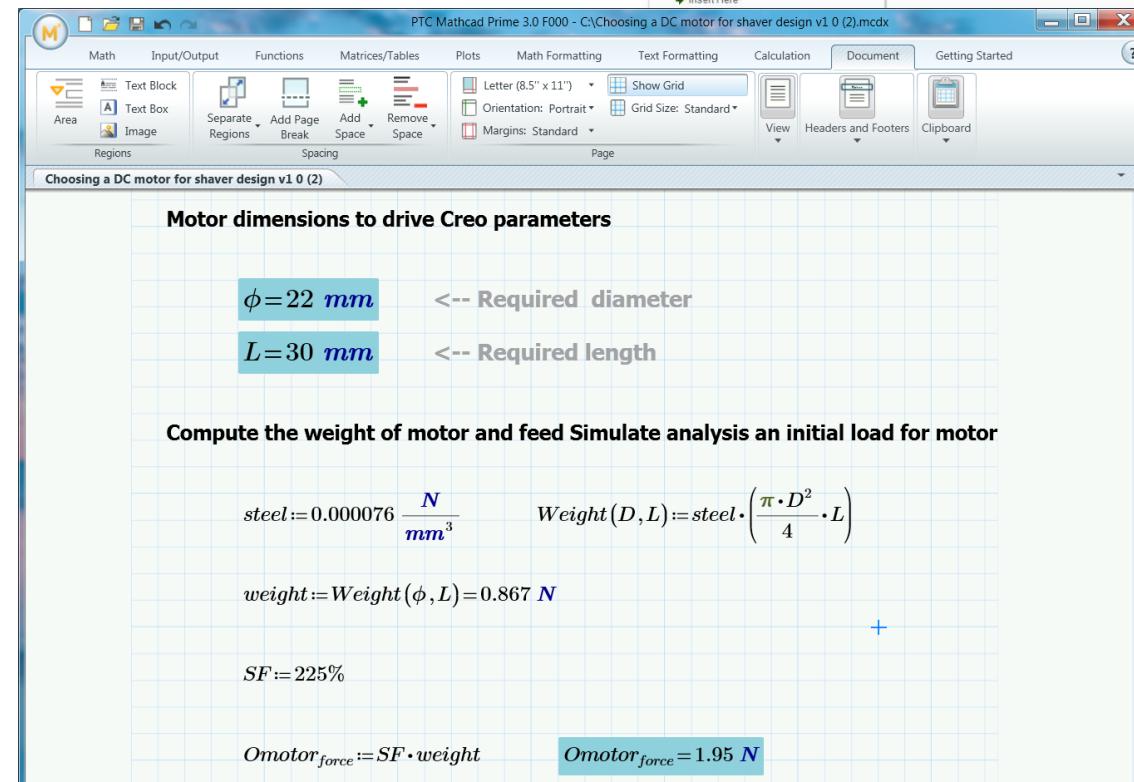 Insert Here
PTC Mathcad Prime 3.0 F000 - C:\Choosing a DC motor for shaver design v1 0 (2).mcdx
Math Input/Output Functions Matrices/Tables Plots Math Formatting Text Formatting Calculation Document Getting Started ?
Text Block
Text Box
Image
Area
Regions
Separate Regions
Add Page Break
Add Space
Remove Space
Spacing
Letter (8.5" x 11") Show Grid
Orientation: Portrait Grid Size: Standard
Margins: Standard
Page
View
Headers and Footers
Clipboard
Choosing a DC motor for shaver design v1 0 (2)
Motor dimensions to drive Creo parameters
ϕ=22 mm <-- Required diameter
L=30 mm <-- Required length
Compute the weight of motor and feed Simulate analysis an initial load for motor
steel≔0.000076 N/mm³ Weight(D,L)≔steel⋅(π⋅D²/4⋅L)
weight≔Weight(ϕ,L)=0.867 N
SF≔225%
Omotor_force≔SF⋅weight Omotor_force=1.95 N